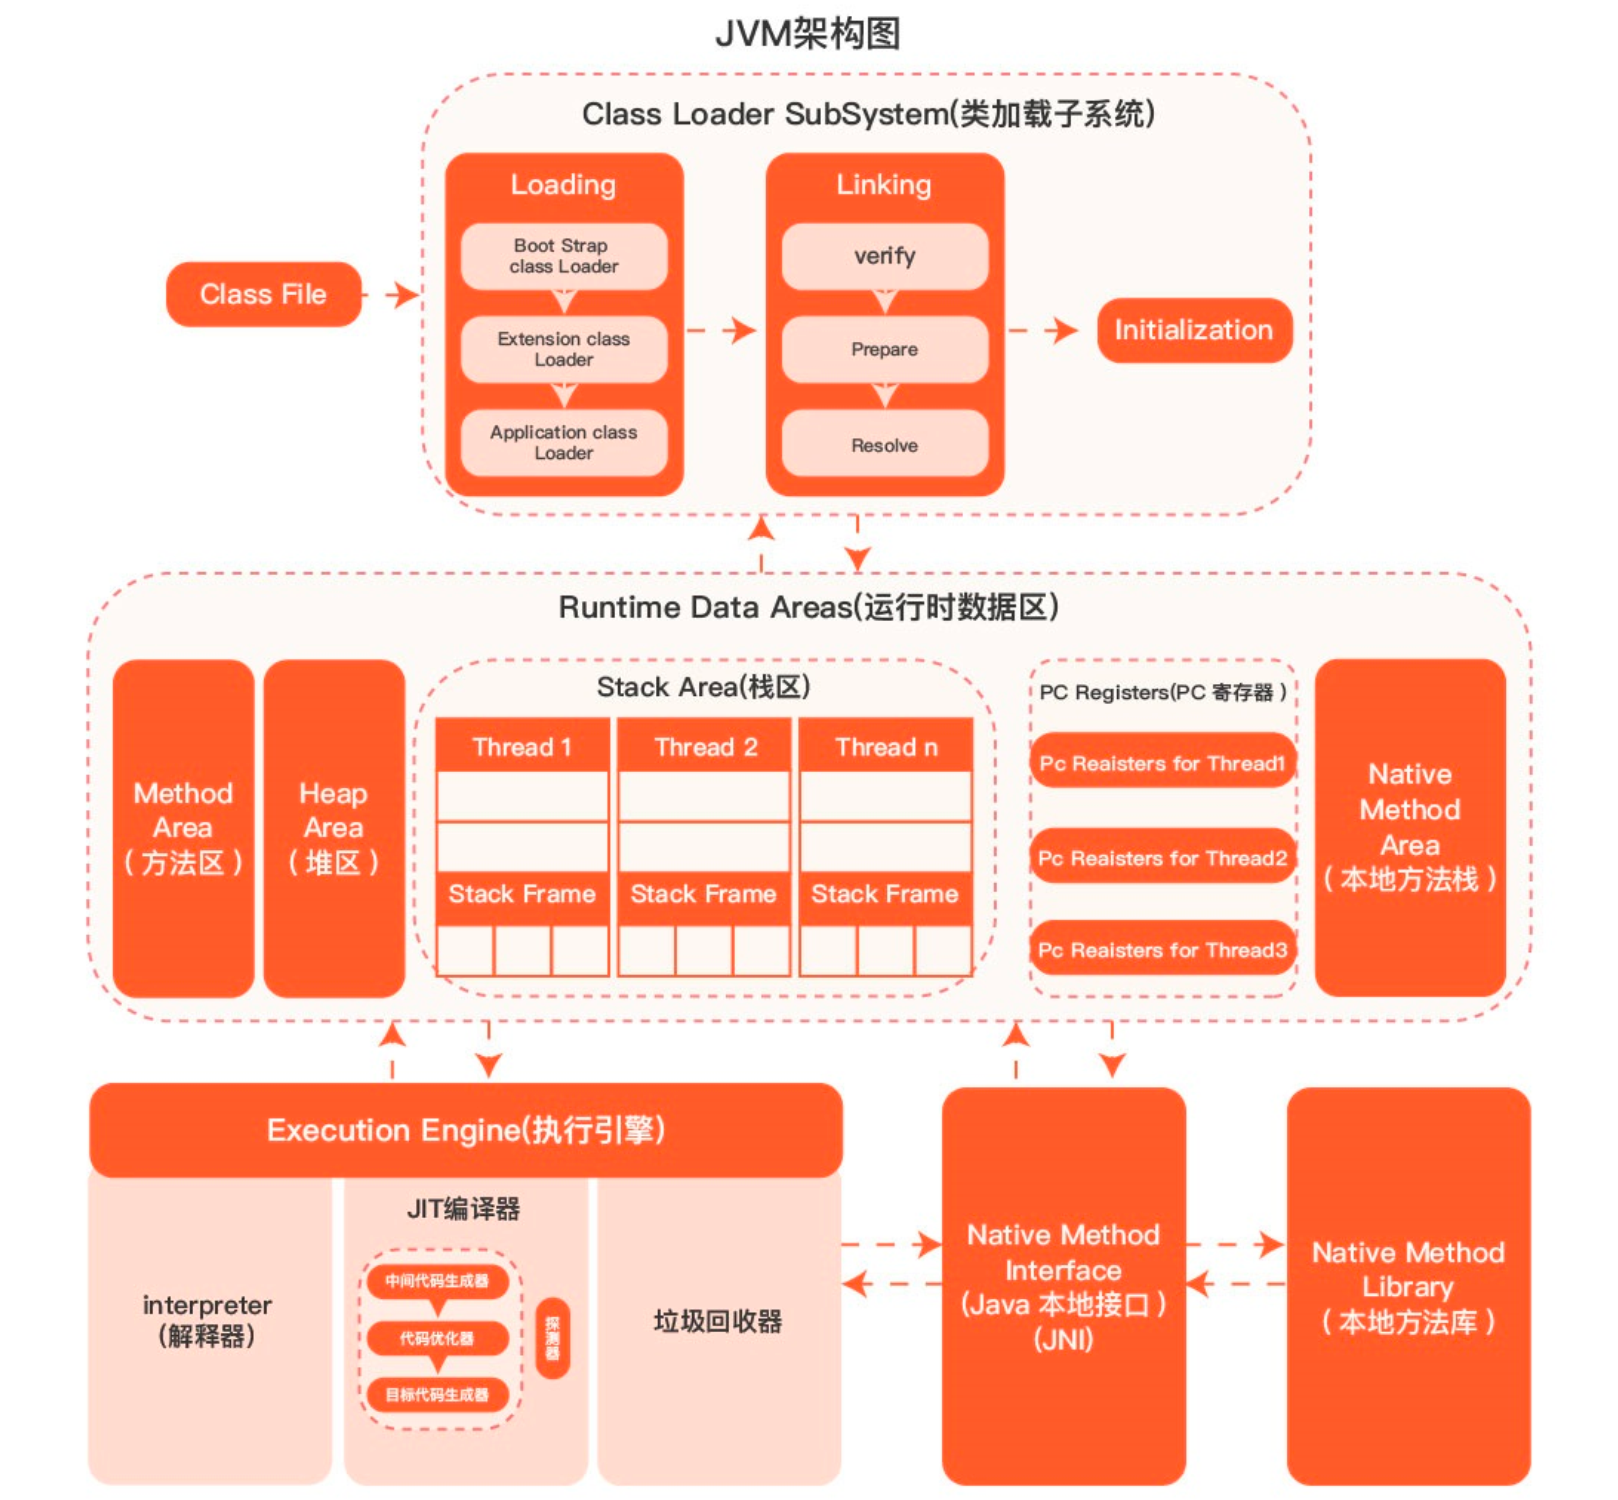 JVM架构图
Class Loader SubSystem(类加载子系统)
Loading
Boot Strap
class Loader
Extension class
Loader
Application class
Loader
Linking
verify
Prepare
Resolve
Class File
Initialization
Runtime Data Areas(运行时数据区)
Method
Area
(方法区)
Heap
Area
(堆区)
Stack Area(栈区)
Thread 1
Thread 2
Thread n
Stack Frame
Stack Frame
Stack Frame
PC Registers(PC 寄存器)
Pc Reaisters for Thread1
Pc Reaisters for Thread2
Pc Reaisters for Thread3
Native
Method
Area
(本地方法栈)
Execution Engine(执行引擎)
interpreter
(解释器)
JIT编译器
中间代码生成器
代码优化器
目标代码生成器
探测器
垃圾回收器
Native Method
Interface
(Java 本地接口)
(JNI)
Native Method
Library
(本地方法库)